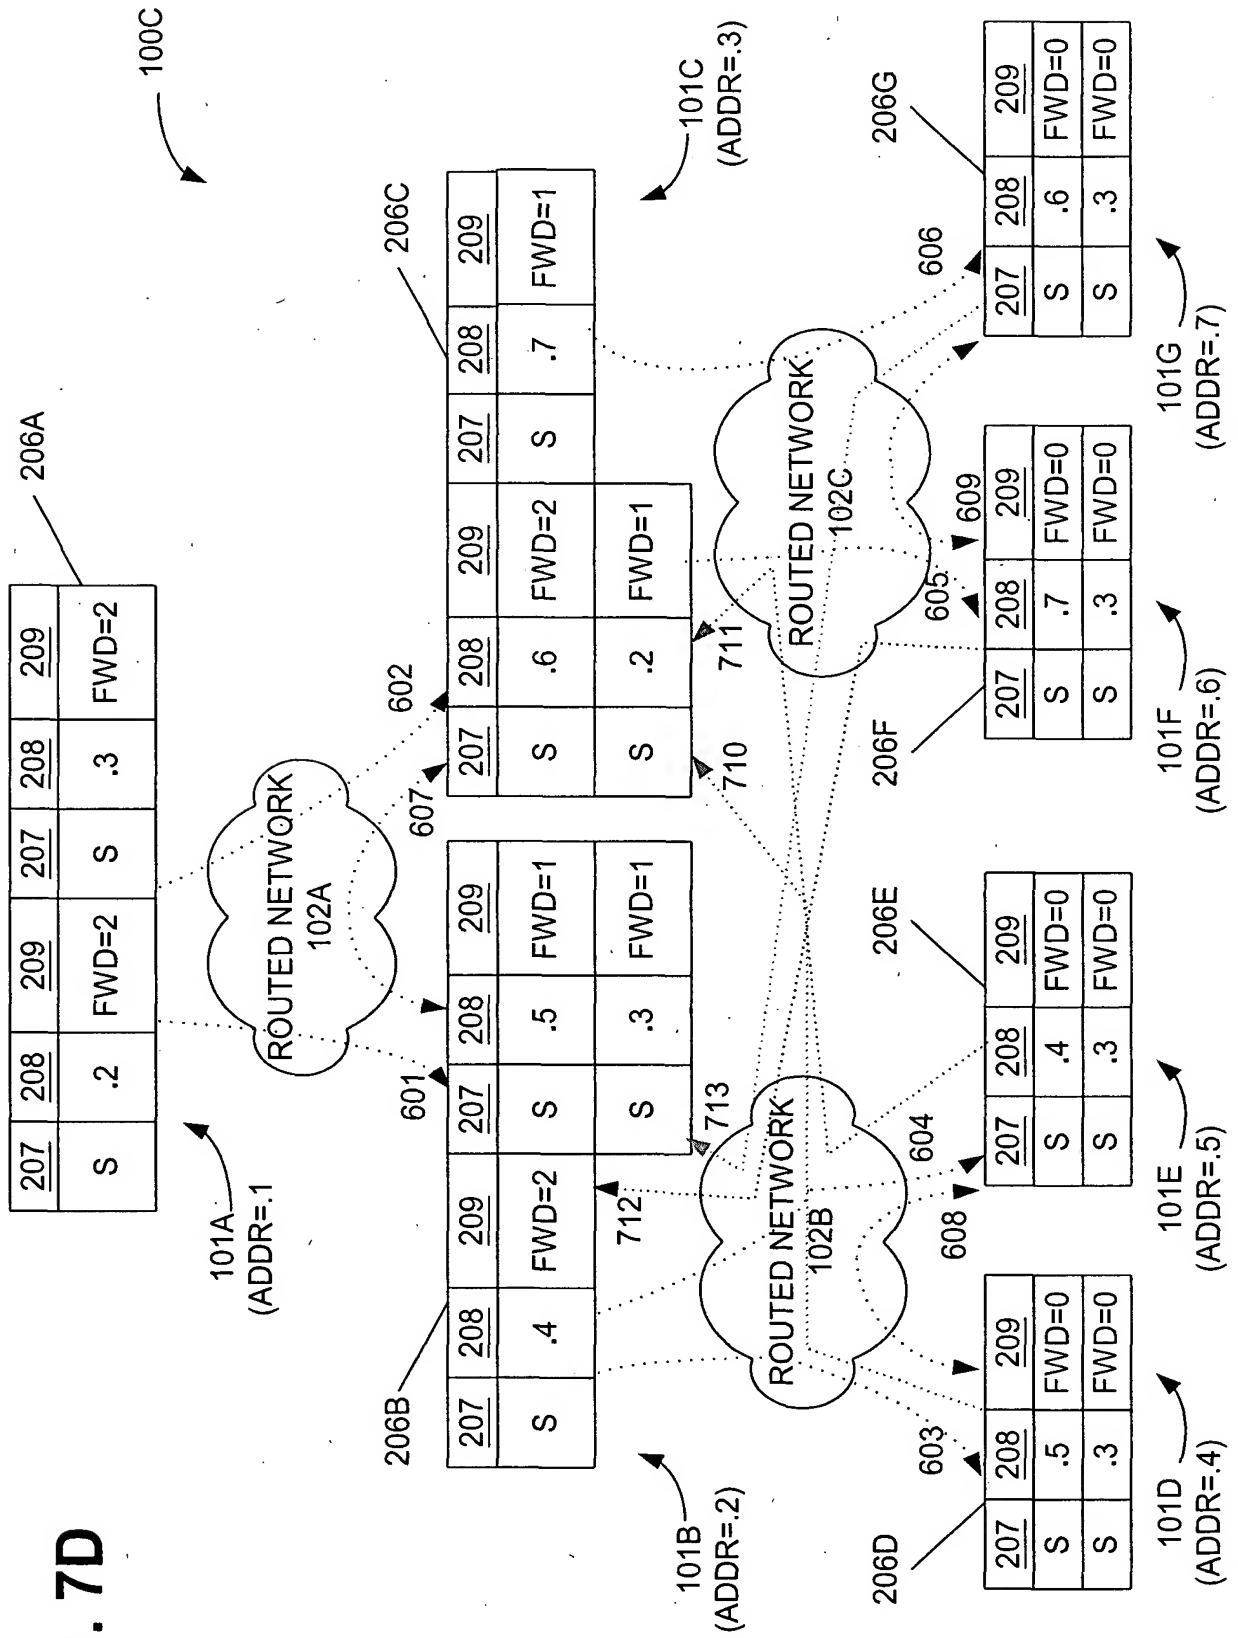 . 7D
100C
206A
207 208 209 207 208 209
S .2 FWD=2 S .3 FWD=2
101A
(ADDR=.1
ROUTED NETWORK
102A
601
607
602
206B
207 208 209 207 208 209
S .4 FWD=2 S .5 FWD=1
S .3 FWD=1
101B
(ADDR=.2)
206C
207 208 209 207 208 209
S .6 FWD=2 S .7 FWD=1
S .2 FWD=1
101C
(ADDR=.3)
712
713
710
711
ROUTED NETWORK
102B
ROUTED NETWORK
102C
603
608
604
605
609
606
206D
207 208 209
S .5 FWD=0
S .3 FWD=0
101D
(ADDR=.4)
206E
207 208 209
S .4 FWD=0
S .3 FWD=0
101E
(ADDR=.5)
206F
207 208 209
S .7 FWD=0
S .3 FWD=0
101F
(ADDR=.6)
206G
207 208 209
S .6 FWD=0
S .3 FWD=0
101G
(ADDR=.7)